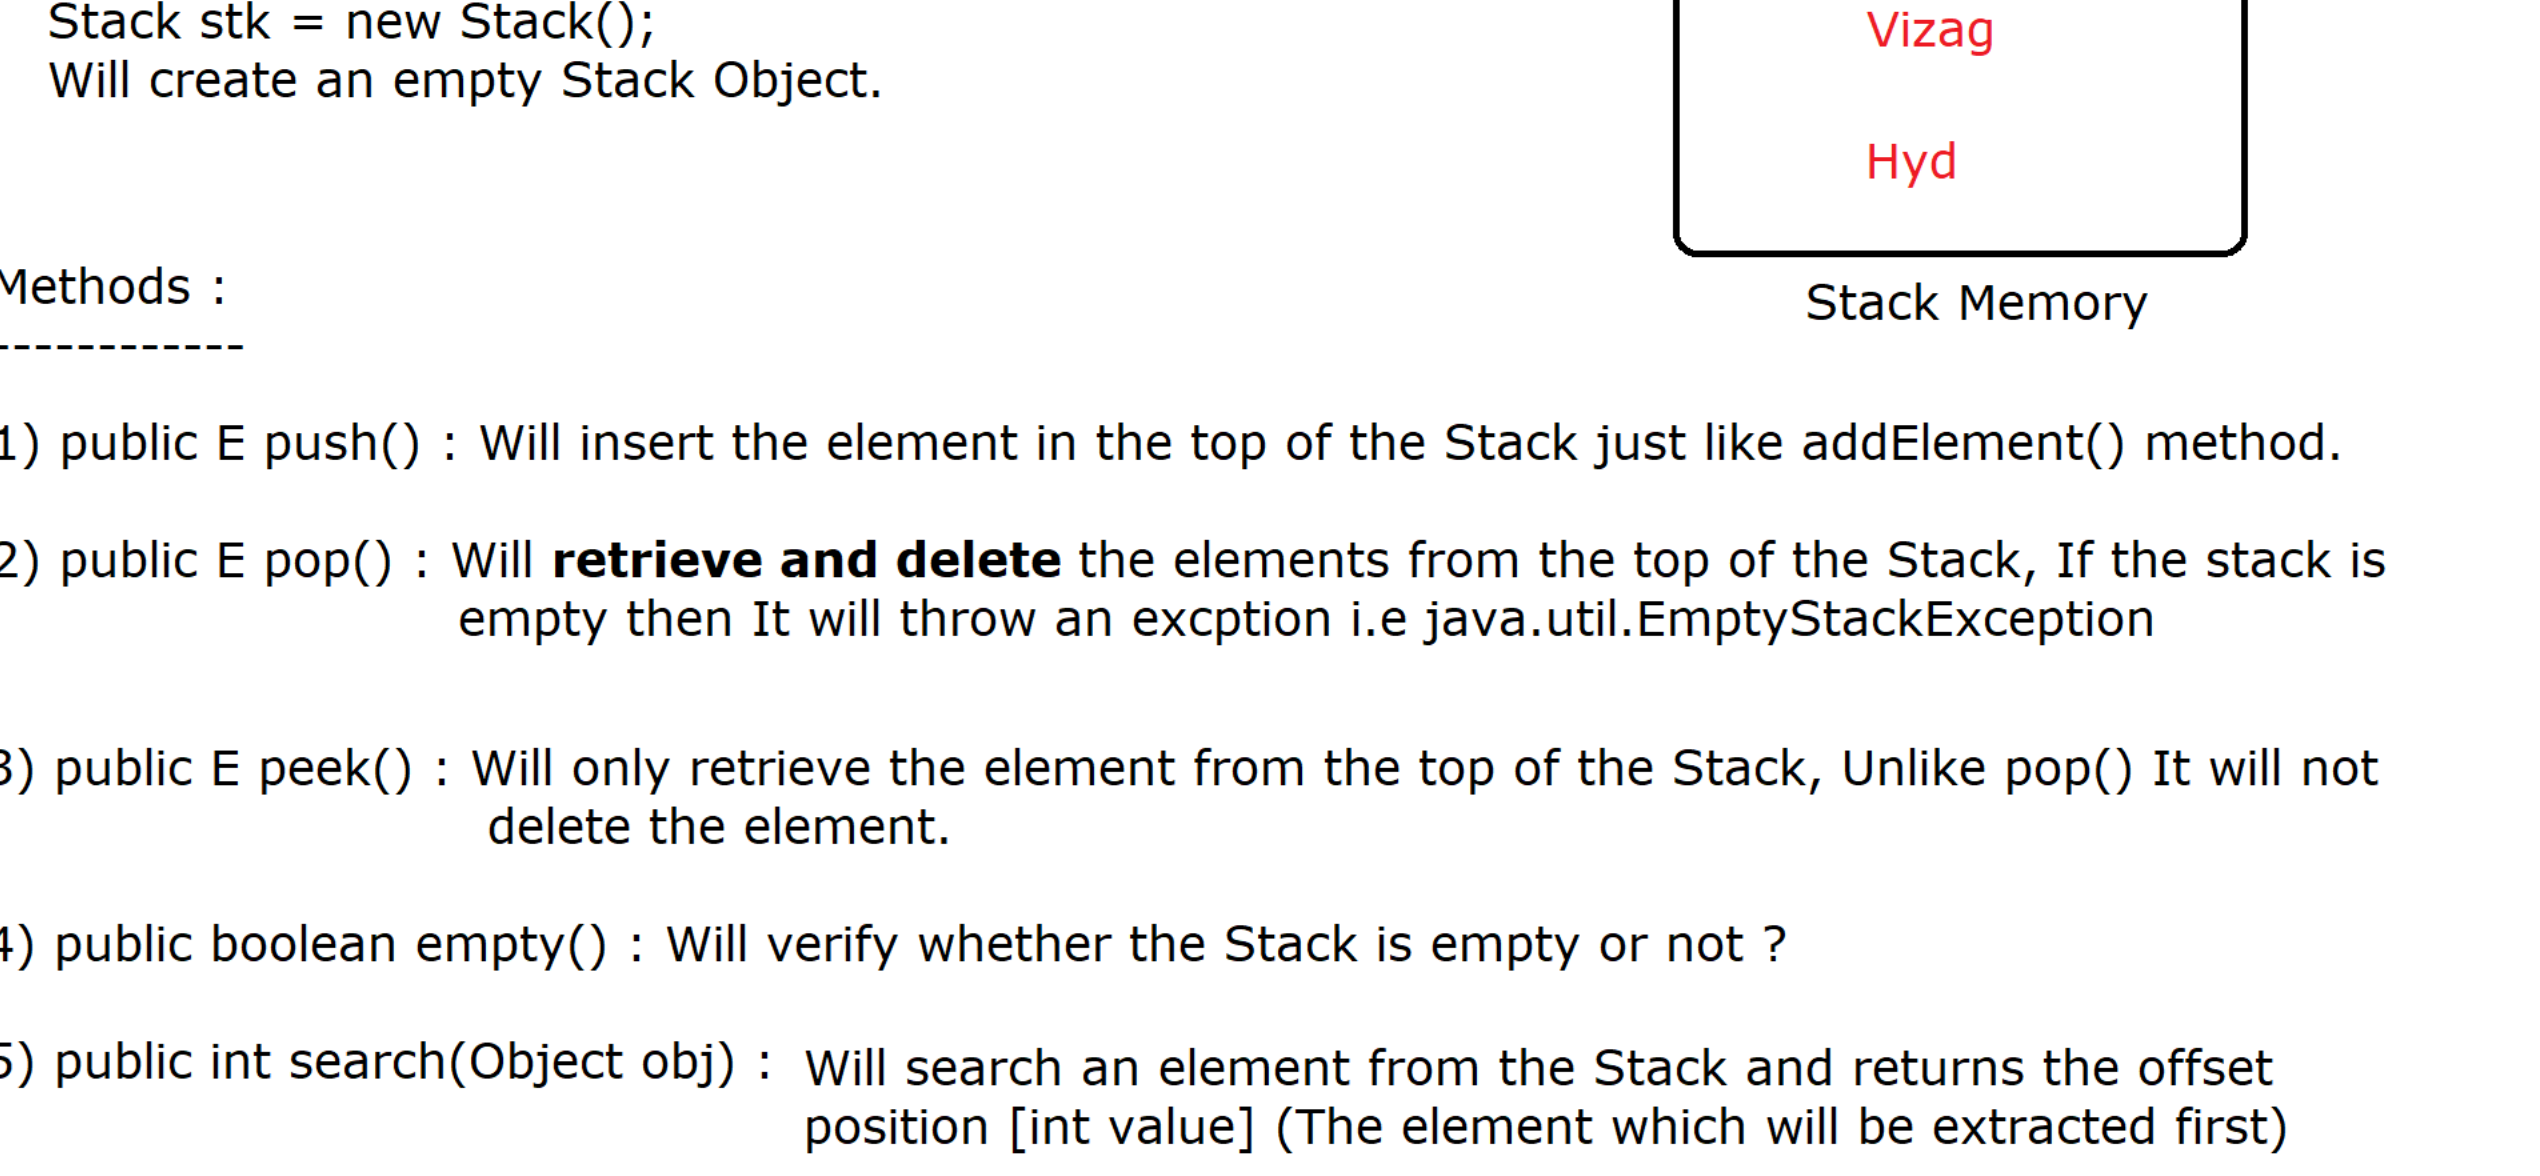 Stack stk = new Stack();
Will create an empty Stack Object.
Vizag
Hyd
Stack Memory
Methods :
------------
1) public E push() : Will insert the element in the top of the Stack just like addElement() method.
2) public E pop() : Will retrieve and delete the elements from the top of the Stack, If the stack is
empty then It will throw an excption i.e java.util.EmptyStackException
3) public E peek() : Will only retrieve the element from the top of the Stack, Unlike pop() It will not
delete the element.
4) public boolean empty() : Will verify whether the Stack is empty or not ?
5) public int search(Object obj) : Will search an element from the Stack and returns the offset
position [int value] (The element which will be extracted first)